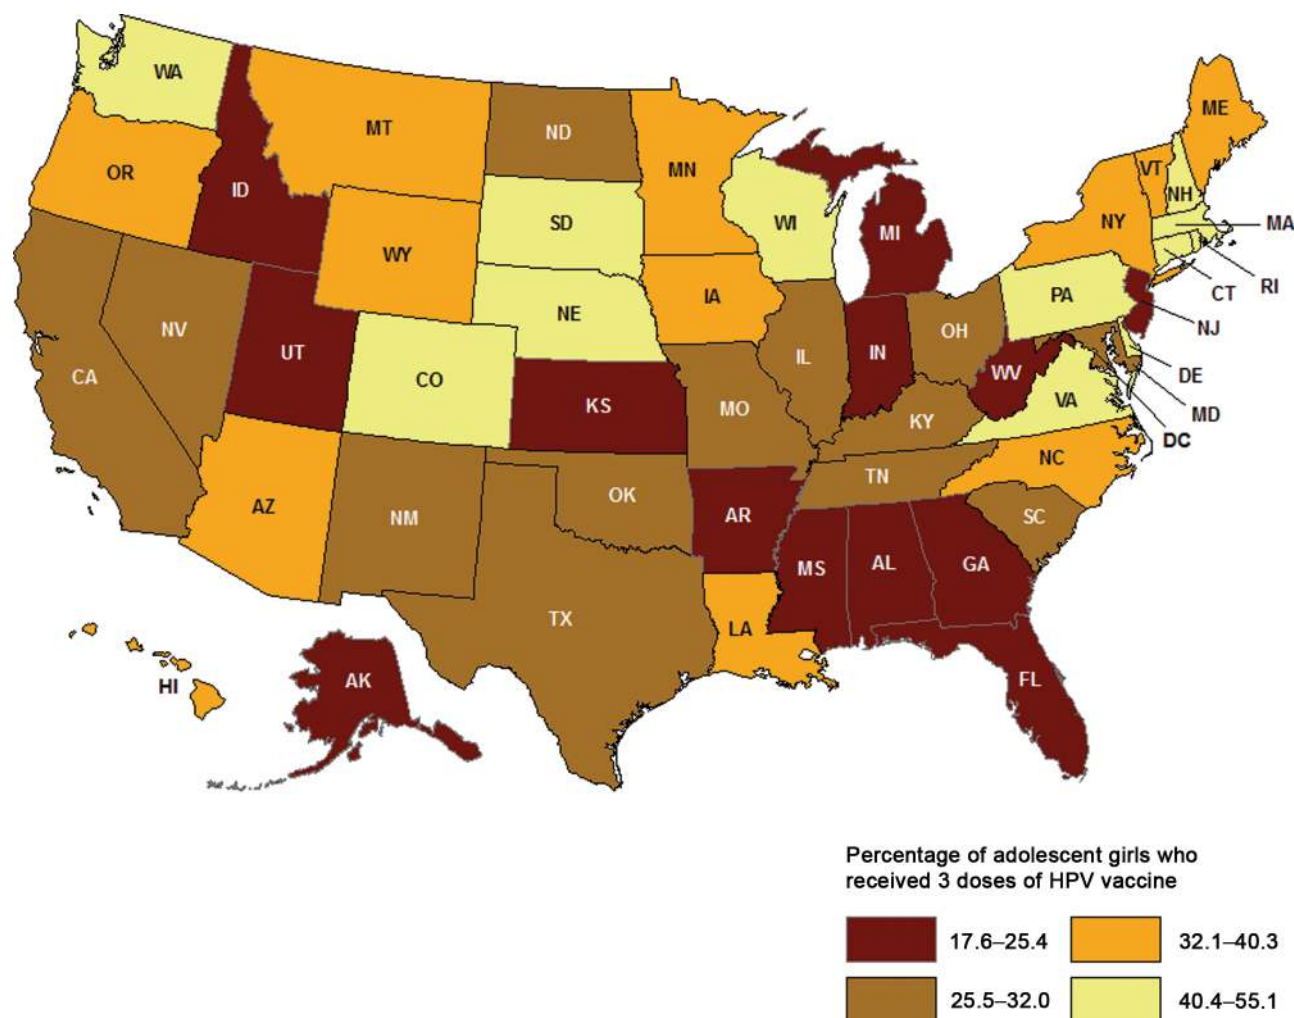 WA
ME
MT
ND
VT
MN
OR
NH
ID
SD
WI
NY
MA
MI
WY
RI
CT
IA
PA
NE
NJ
NV
OH
UT
IL
IN
DE
CA
CO
WV
VA
MD
KS
MO
KY
DC
NC
TN
OK
AZ
NM
AR
SC
MS
AL
GA
TX
LA
HI
AK
FL
Percentage of adolescent girls who
received 3 doses of HPV vaccine
17.6–25.4
32.1–40.3
25.5–32.0
40.4–55.1